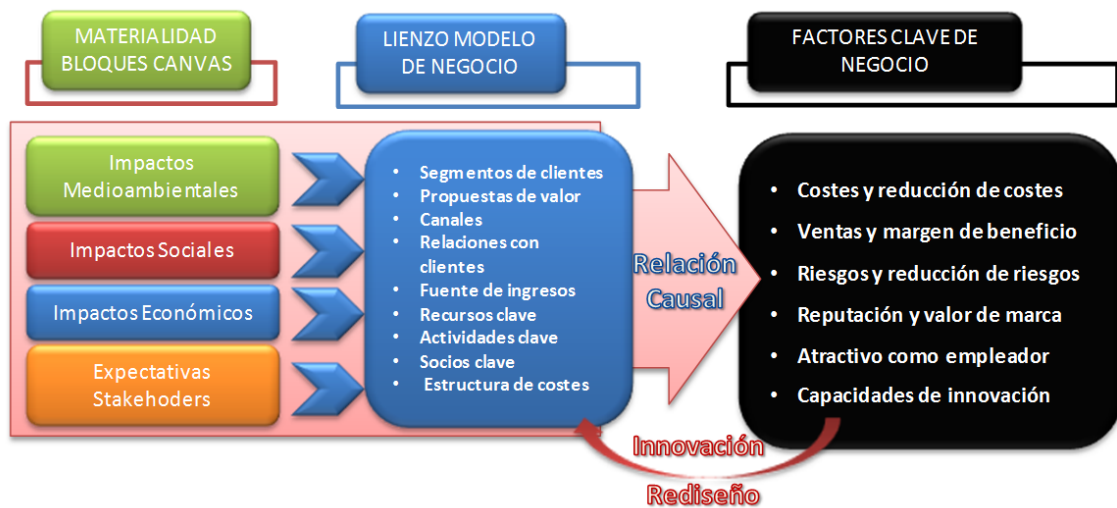 MATERIALIDAD
BLOQUES CANVAS
LIENZO MODELO
DE NEGOCIO
FACTORES CLAVE DE
NEGOCIO
Impactos
Medioambientales
Impactos Sociales
Impactos Económicos
Expectativas
Stakehoders
• Segmentos de clientes
• Propuestas de valor
• Canales
• Relaciones con
clientes
• Fuente de ingresos
• Recursos clave
• Actividades clave
• Socios clave
• Estructura de costes
Relación
Causal
• Costes y reducción de costes
• Ventas y margen de beneficio
• Riesgos y reducción de riesgos
• Reputación y valor de marca
• Atractivo como empleador
• Capacidades de innovación
Innovación
Rediseño